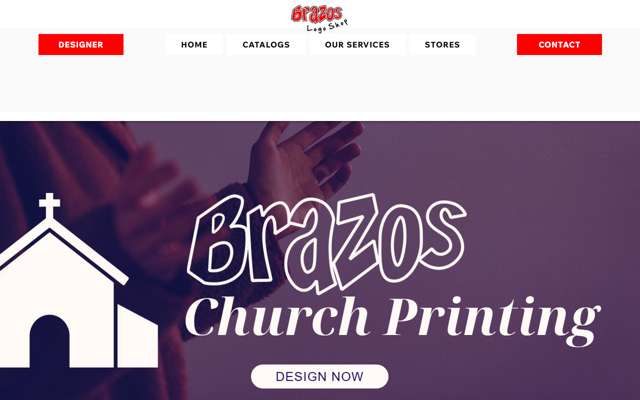 Brazos
Logo Shop
DESIGNER
HOME
CATALOGS
OUR SERVICES
STORES
CONTACT
Brazos
Church Printing
DESIGN NOW